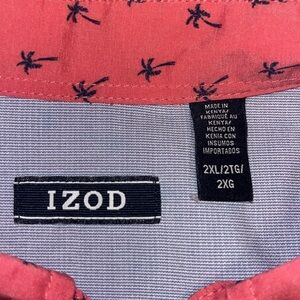 MADE IN
KENYA/
FABRIQUÉ AU
KENYA/
HECHO EN
KENIA CON
INSUMOS
IMPORTADOS
2XL/2TG/
2XG
IZOD